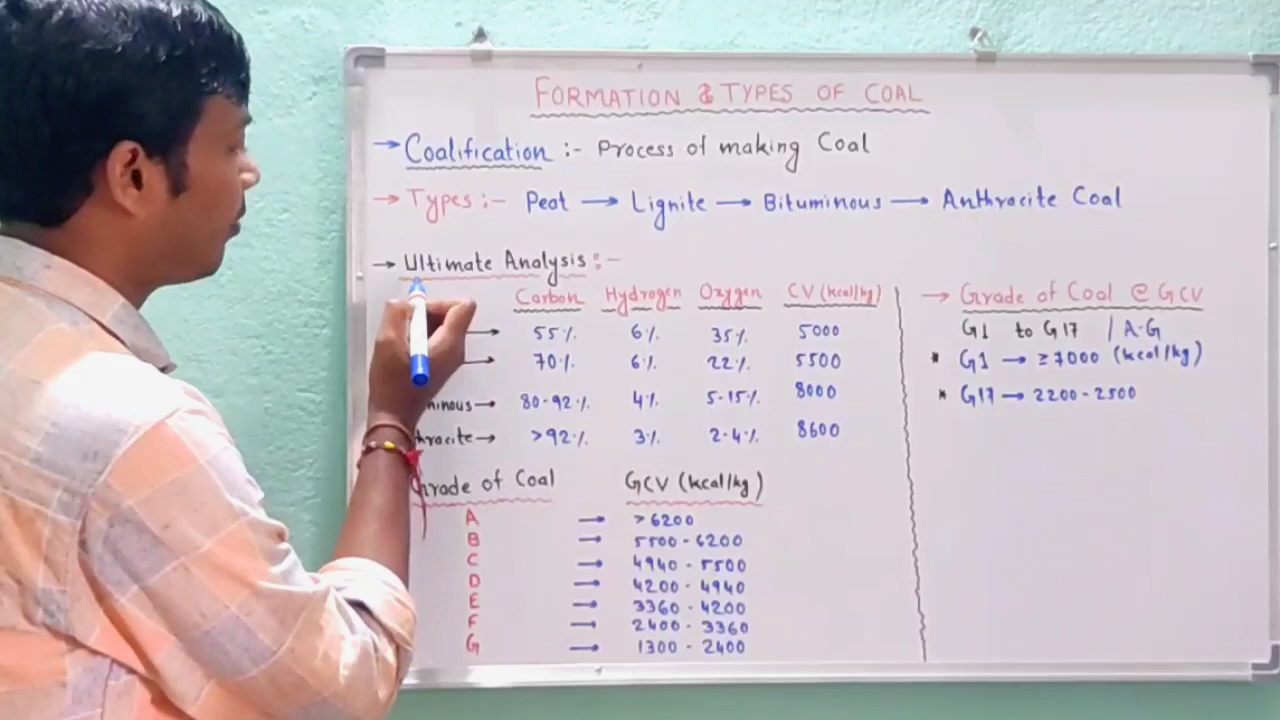 FORMATION & TYPES OF COAL
→ Coalification :- Process of making Coal
→ Types :- Peat → Lignite → Bituminous → Anthracite Coal
→ Ultimate Analysis :-
Carbon Hydrogen Oxygen CV (kcal/kg)
→ 55% 6% 35% 5000
70% 6% 22% 5500
minous → 80-92% 4% 5-15% 8000
thracite → >92% 3% 2-4% 8600
Grade of Coal GCV (kcal/kg)
A → >6200
B → 5500 - 6200
C → 4940 - 5500
D → 4200 - 4940
E → 3360 - 4200
F → 2400 - 3360
G → 1300 - 2400
→ Grade of Coal @ GCV
G1 to G17 / A-G
* G1 → ≥7000 (kcal/kg)
* G17 → 2200-2500